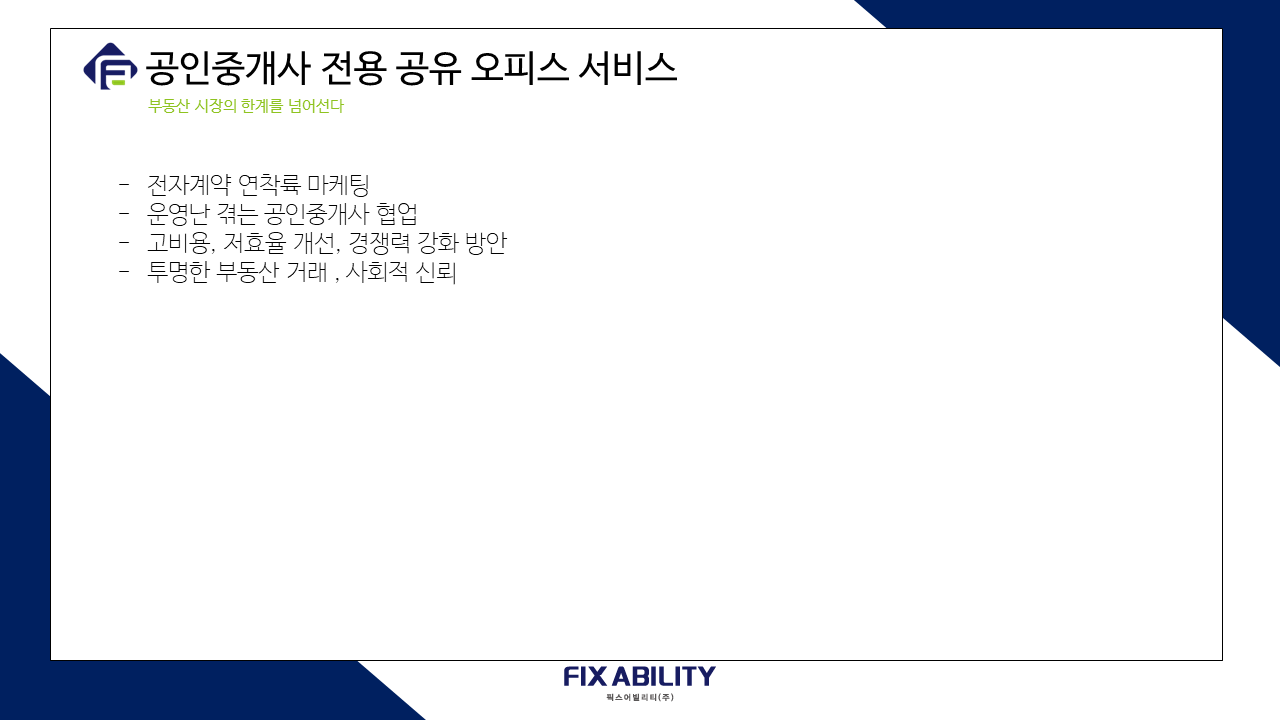 공인중개사 전용 공유 오피스 서비스
부동산 시장의 한계를 넘어선다
- 전자계약 연착륙 마케팅
- 운영난 겪는 공인중개사 협업
- 고비용, 저효율 개선, 경쟁력 강화 방안
- 투명한 부동산 거래 , 사회적 신뢰
FIX ABILITY
픽스어빌리티(주)